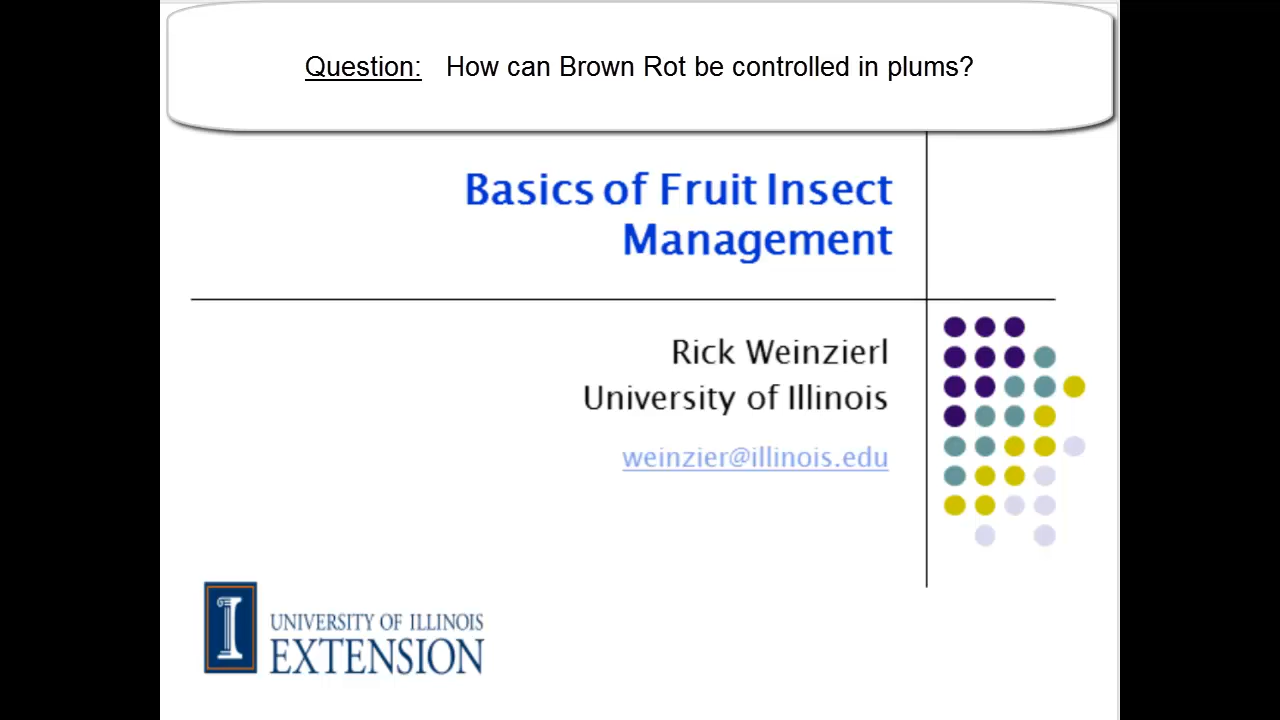 Question: How can Brown Rot be controlled in plums?
Basics of Fruit Insect
Management
Rick Weinzierl
University of Illinois
weinzier@illinois.edu
I
UNIVERSITY OF ILLINOIS
EXTENSION